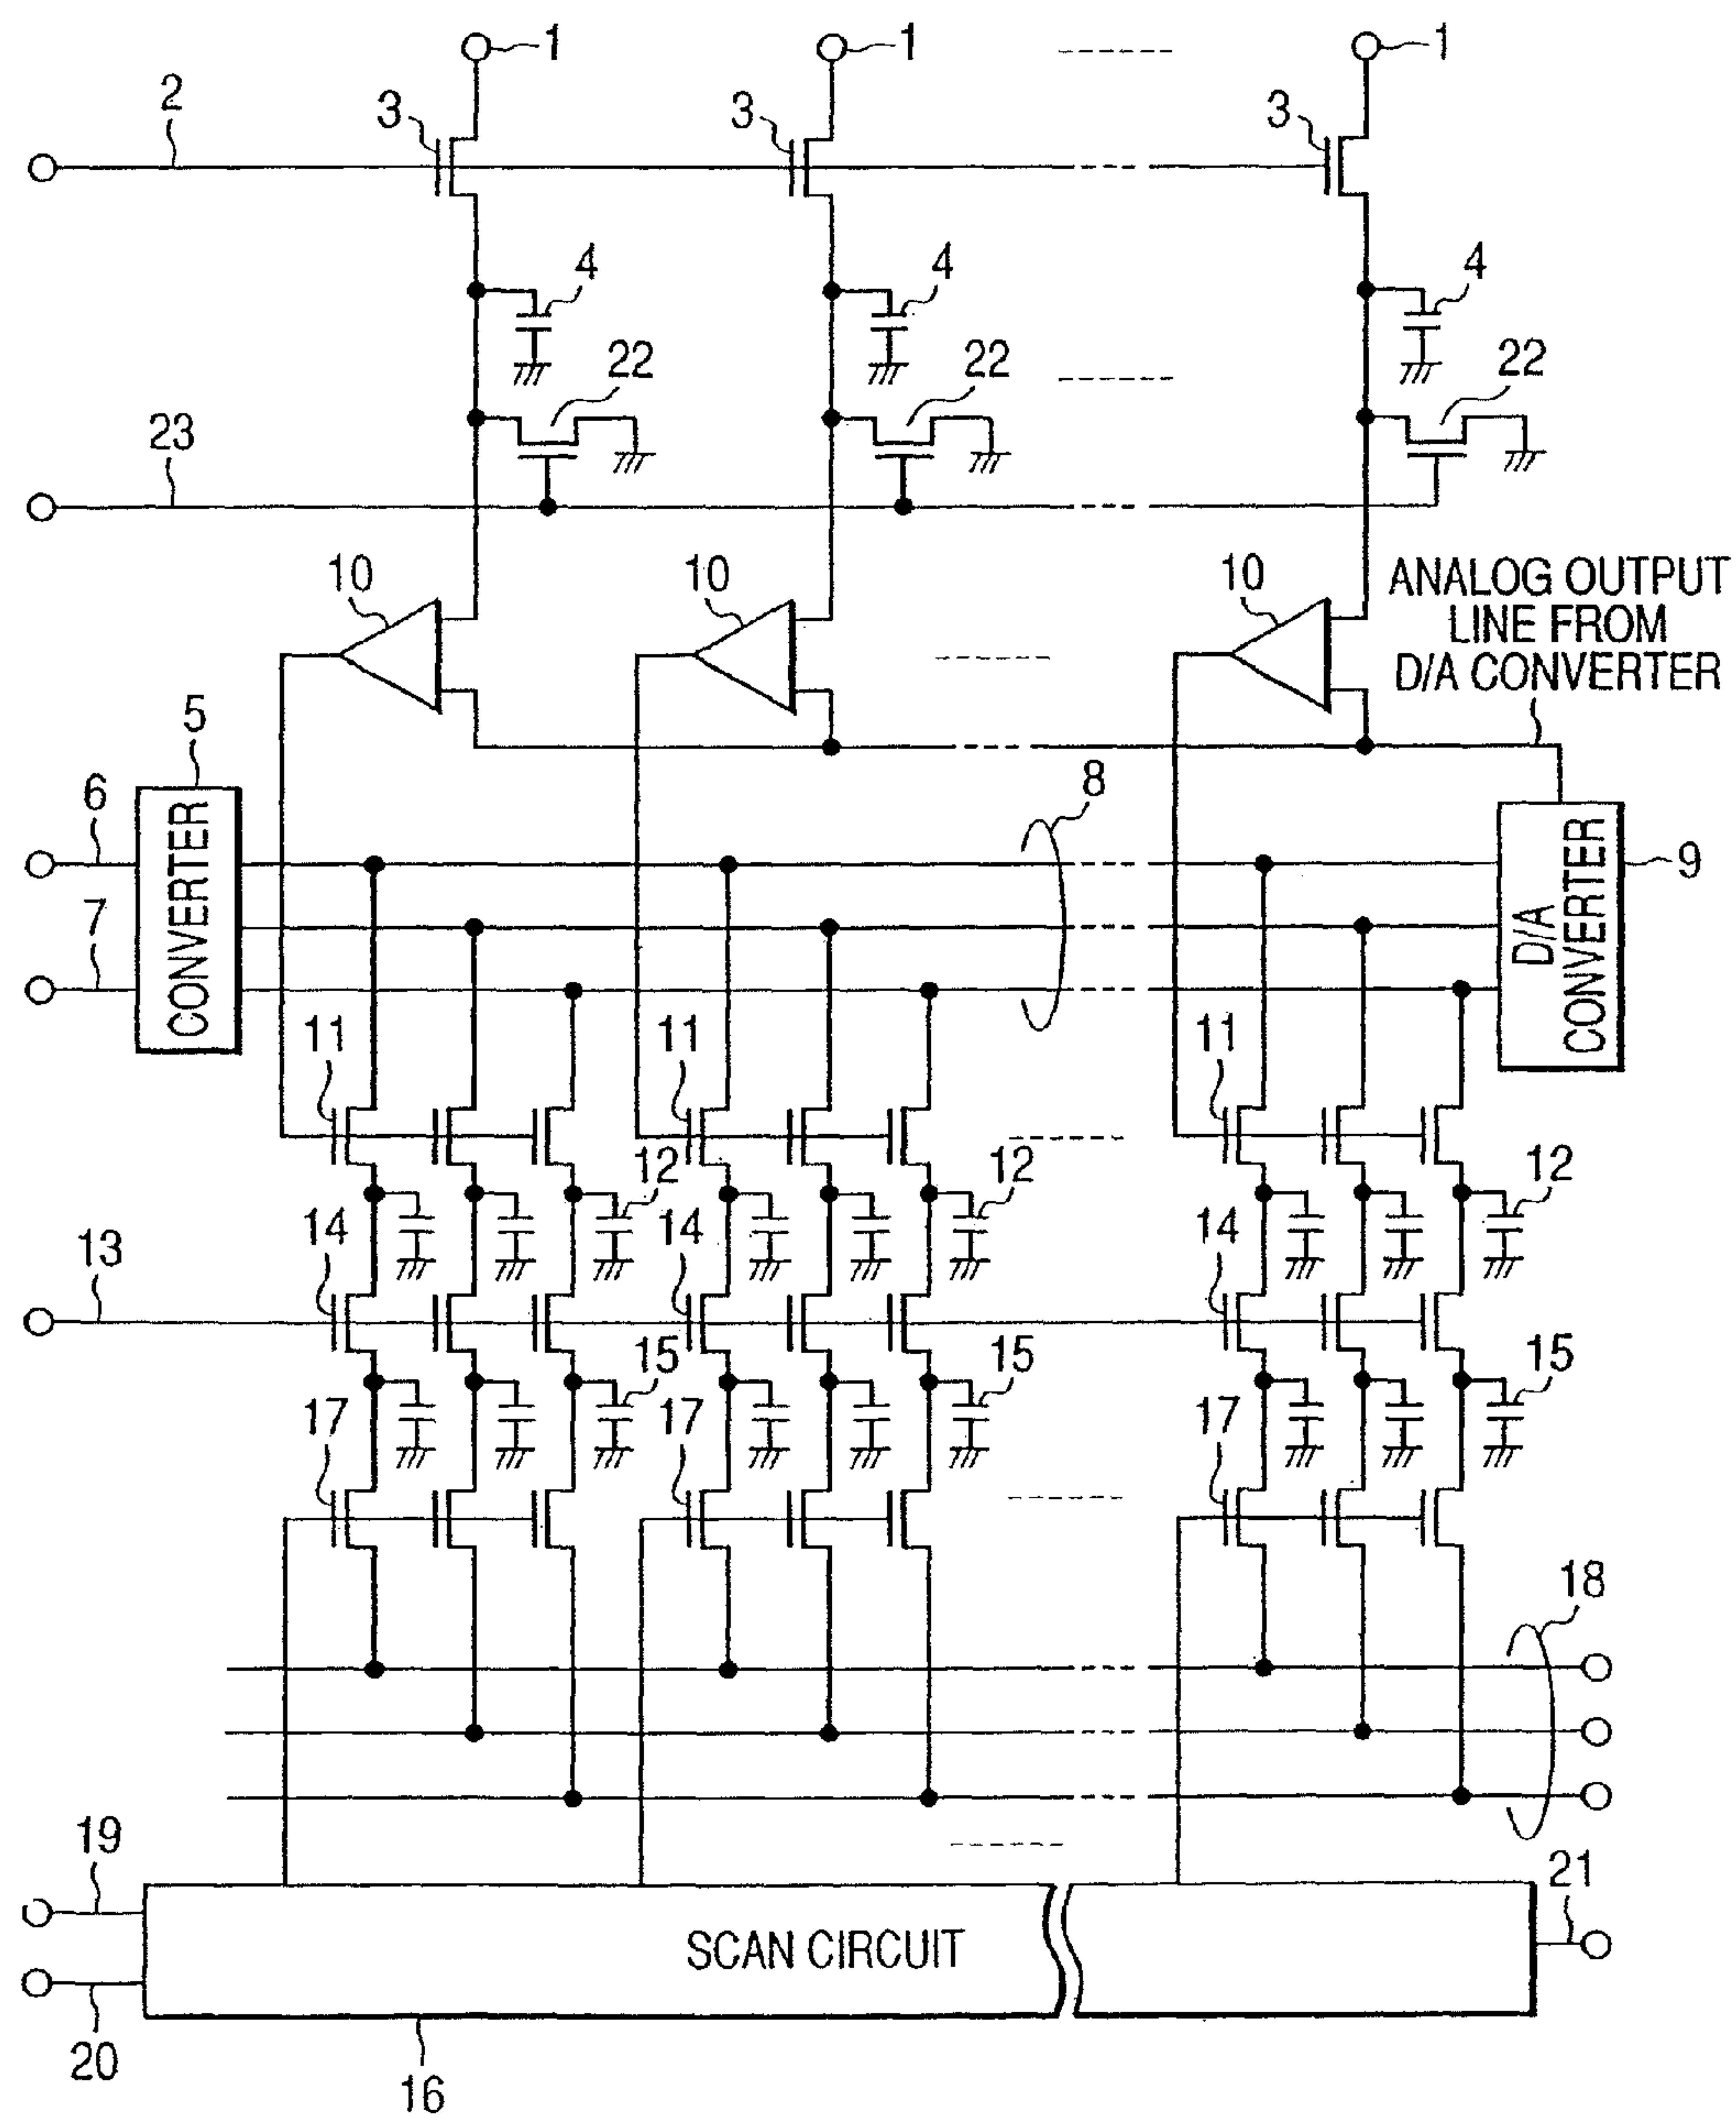 1 1 1
2 3 3 3
4 4 4
22 22 22
23
10 10 10
ANALOG OUTPUT
LINE FROM
D/A CONVERTER
5
6 8
CONVERTER
D/A
CONVERTER
9
7
11 11 11
12 12 12
14 14 14
13
15 15 15
17 17 17
18
19
21
SCAN CIRCUIT
20
16